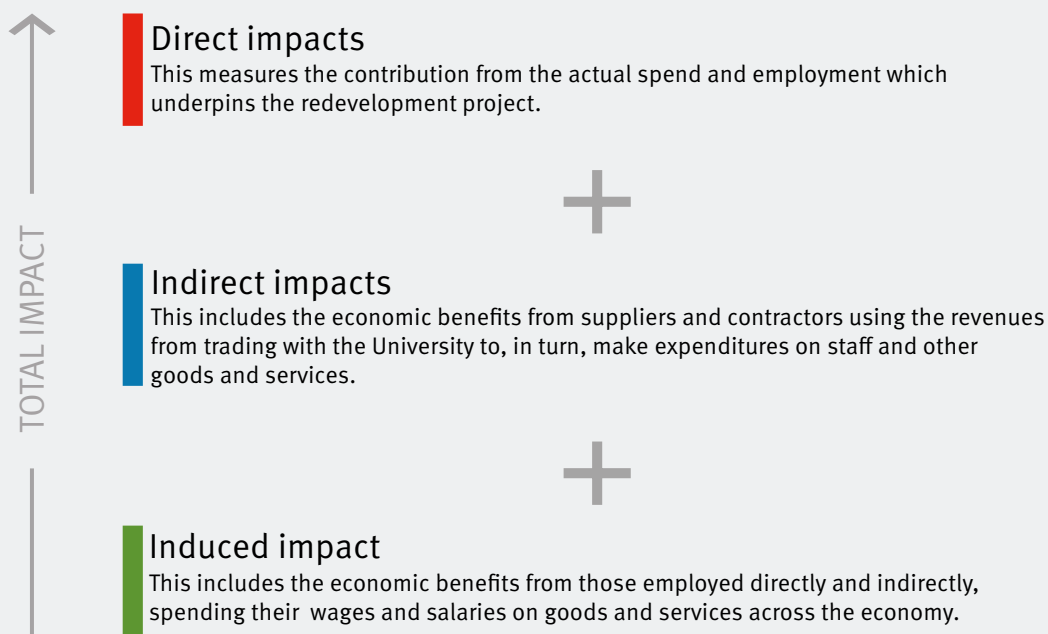 Direct impacts
This measures the contribution from the actual spend and employment which
underpins the redevelopment project.
+
TOTAL IMPACT
Indirect impacts
This includes the economic benefits from suppliers and contractors using the revenues
from trading with the University to, in turn, make expenditures on staff and other
goods and services.
+
Induced impact
This includes the economic benefits from those employed directly and indirectly,
spending their  wages and salaries on goods and services across the economy.